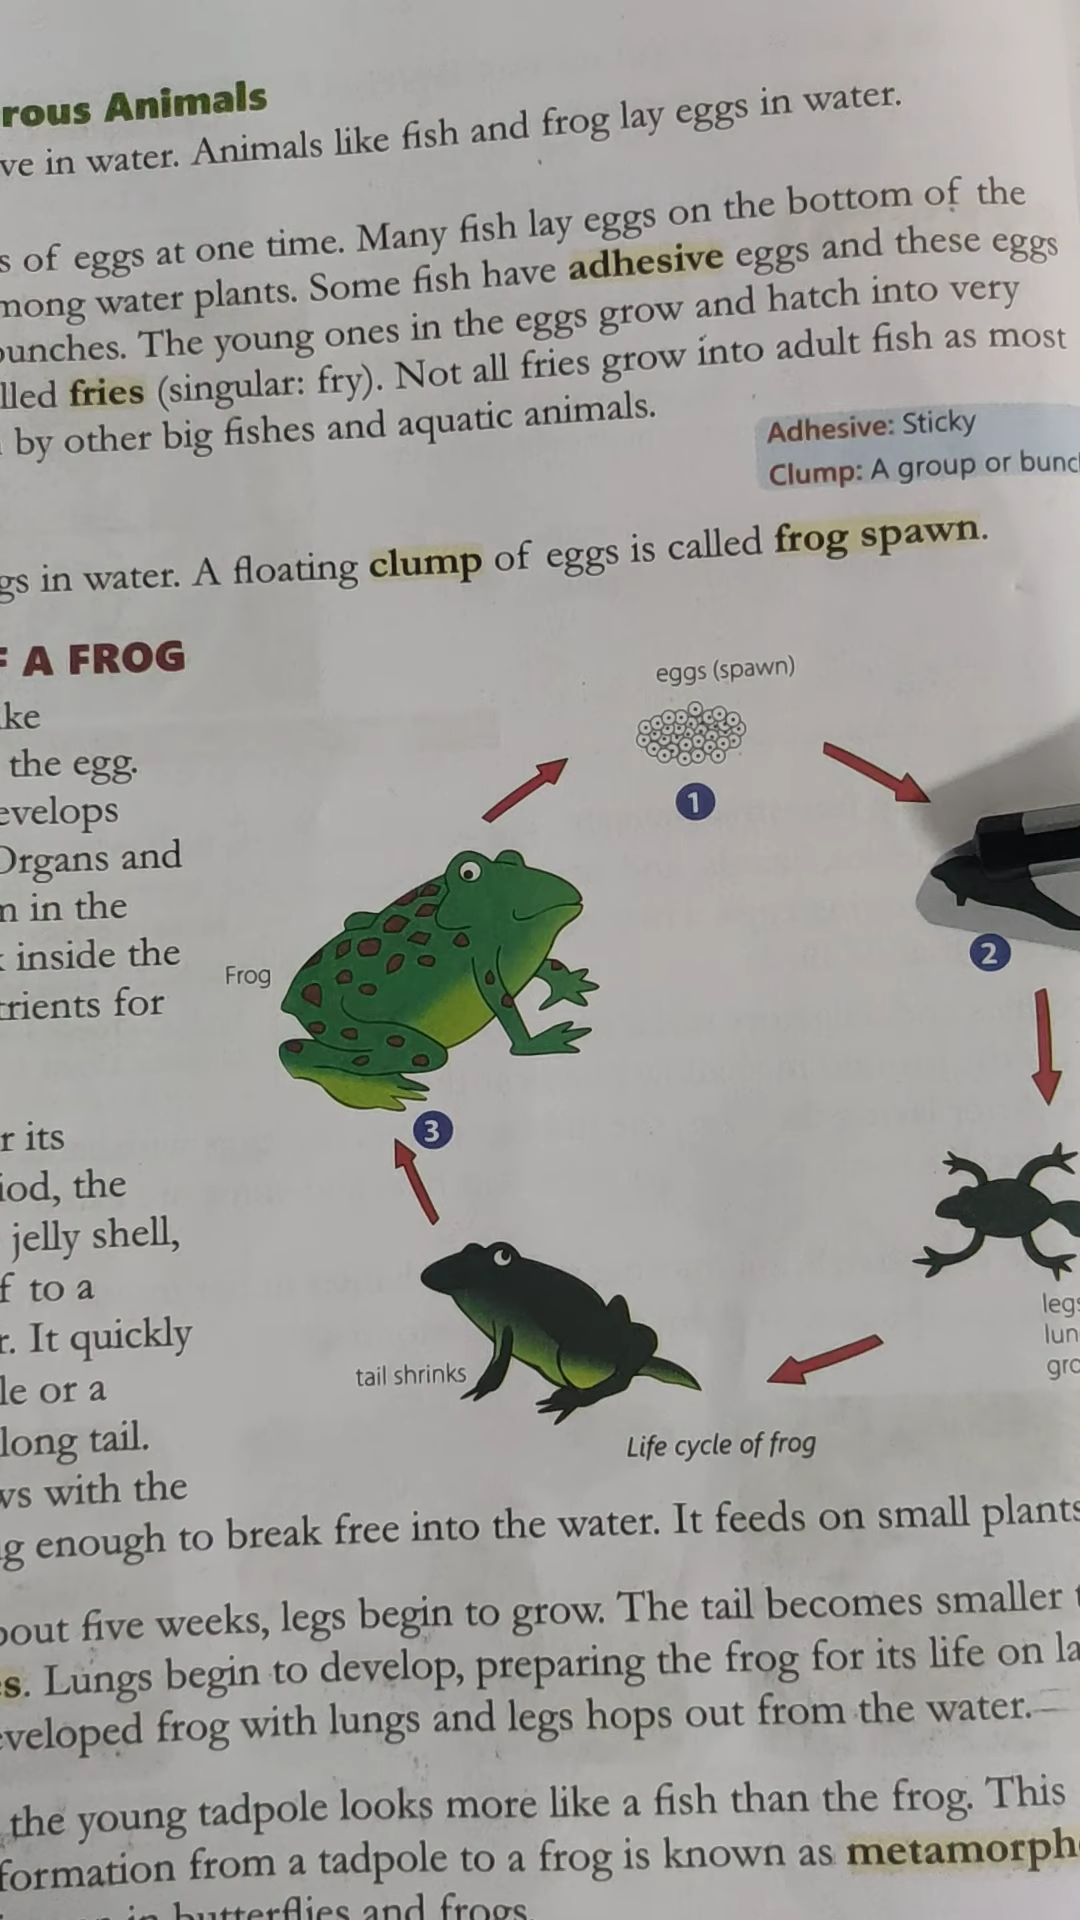 rous Animals
ve in water. Animals like fish and frog lay eggs in water.
s of eggs at one time. Many fish lay eggs on the bottom of the
mong water plants. Some fish have adhesive eggs and these eggs
bunches. The young ones in the eggs grow and hatch into very
lled fries (singular: fry). Not all fries grow into adult fish as most
by other big fishes and aquatic animals.
Adhesive: Sticky
Clump: A group or bunc
gs in water. A floating clump of eggs is called frog spawn.
F A FROG
ke
the egg.
evelops
Organs and
n in the
inside the
trients for
r its
iod, the
jelly shell,
f to a
r. It quickly
le or a
long tail.
ws with the
eggs (spawn)
1
2
Frog
3
legs
lun
gro
tail shrinks
Life cycle of frog
g enough to break free into the water. It feeds on small plants
bout five weeks, legs begin to grow. The tail becomes smaller
s. Lungs begin to develop, preparing the frog for its life on la
eveloped frog with lungs and legs hops out from the water.
the young tadpole looks more like a fish than the frog. This
formation from a tadpole to a frog is known as metamorph
in butterflies and frogs.